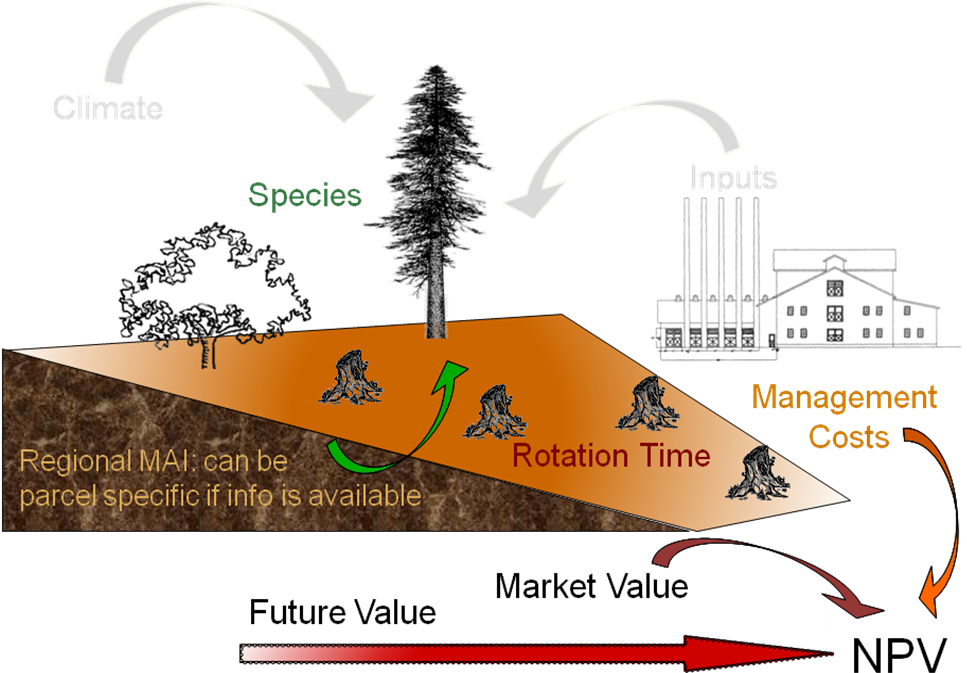 Climate
Inputs
Species
Management
Costs
Rotation Time
Regional MAI: can be
parcel specific if info is available
Market Value
Future Value
NPV